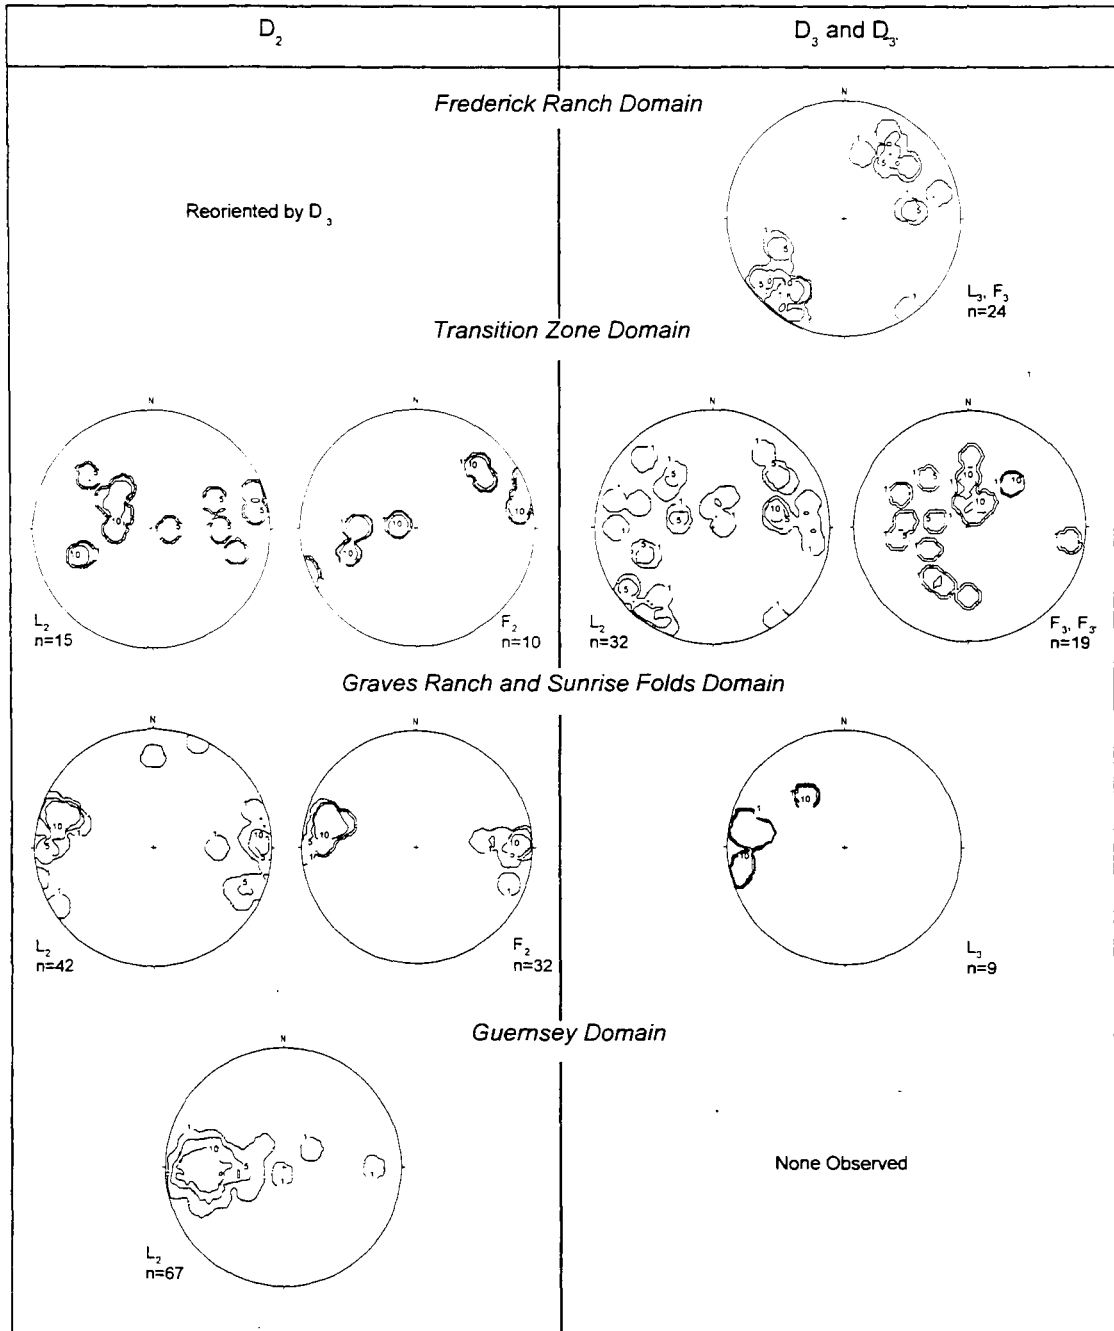 D₂
D₃ and D₃'
Frederick Ranch Domain
N
Reoriented by D₃
L₃, F₃
n=24
Transition Zone Domain
N
N
N
N
L₂
n=15
F₂
n=10
L₂
n=32
F₃, F₃'
n=19
Graves Ranch and Sunrise Folds Domain
N
N
N
L₂
n=42
F₂
n=32
L₃
n=9
Guernsey Domain
N
None Observed
L₂
n=67